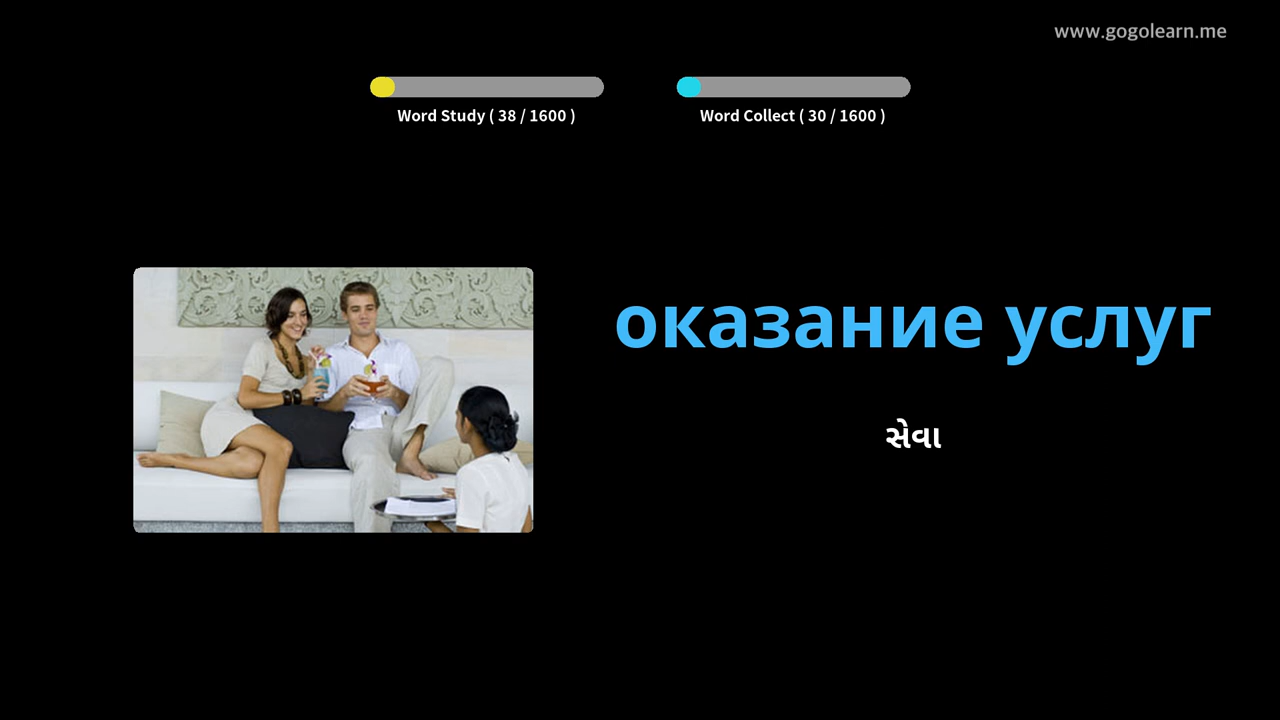 www.gogolearn.me
Word Study ( 38 / 1600 )
Word Collect ( 30 / 1600 )
оказание услуг
સેવા